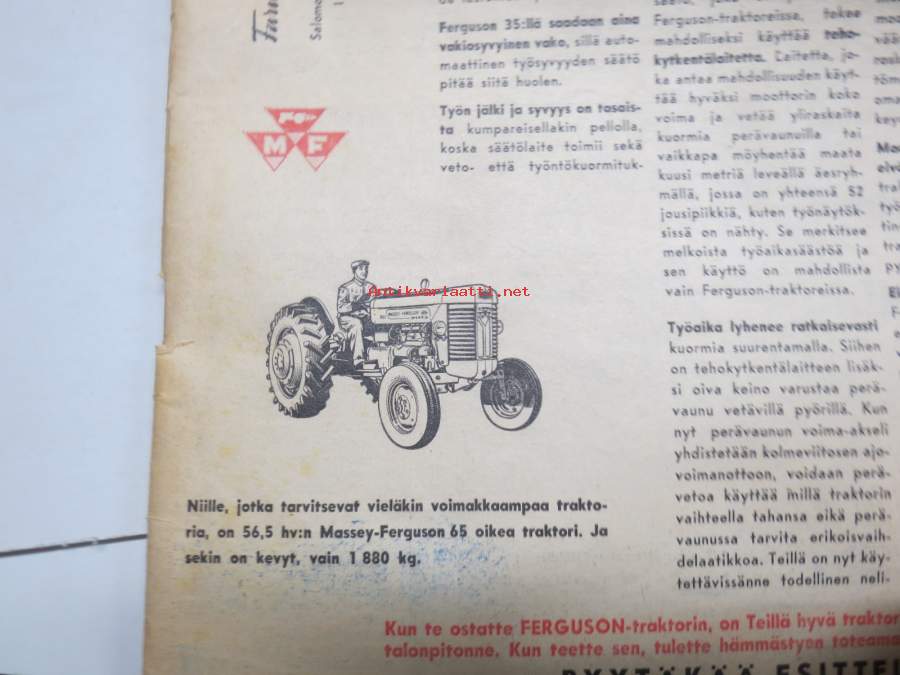 Salomo
M F
Ferguson 35:llä saadaan aina
vakiosyvyinen vako, sillä auto-
maattinen työsyvyyden säätö
pitää siitä huolen.
Työn jälki ja syvyys on tasais-
ta kumpareisellakin pellolla,
koska säätölaite toimii sekä
veto- että työntökuormituk-
Antikvariaatti.net
Niille, jotka tarvitsevat vieläkin voimakkaampaa trakto-
ria, on 56,5 hv:n Massey-Ferguson 65 oikea traktori. Ja
sekin on kevyt, vain 1 880 kg.
Ferguson-traktoreissa, tekee
mahdolliseksi käyttää teho-
kytkentälaitetta. Laitetta, jo-
ka antaa mahdollisuuden käyt-
tää hyväksi moottorin koko
voima ja vetää yliraskaita
kuormia perävaunuilla tai
vaikkapa möyhentää maata
kuusi metriä leveällä äesryh-
mällä, jossa on yhteensä 52
jousipiikkiä, kuten työnäytök-
sissä on nähty. Se merkitsee
melkoista työaikasäästöä ja
sen käyttö on mahdollista
vain Ferguson-traktoreissa.
Työaika lyhenee ratkaisevasti
kuormia suurentamalla. Siihen
on tehokytkentälaitteen lisäk-
si oiva keino varustaa perä-
vaunu vetävillä pyörillä. Kun
nyt perävaunun voima-akseli
yhdistetään kolmeviitosen ajo-
voimanottoon, voidaan perä-
vetoa käyttää millä traktorin
vaihteella tahansa eikä perä-
vaunussa tarvita erikoisvaih-
delaatikkoa. Teillä on nyt käy-
tettävissänne todellinen neli-
Kun te ostatte FERGUSON-traktorin, on Teillä hyvä traktor
talonpitonne. Kun teette sen, tulette hämmästyen toteama
PYYTÄKÄÄ ESITTEL